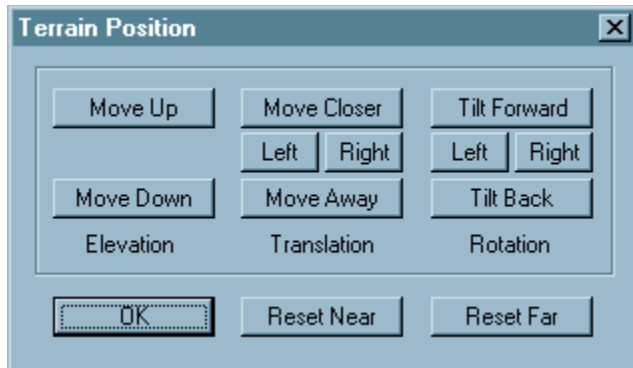 Terrain Position
Move Up Move Closer Tilt Forward
Left Right Left Right
Move Down Move Away Tilt Back
Elevation Translation Rotation
OK Reset Near Reset Far